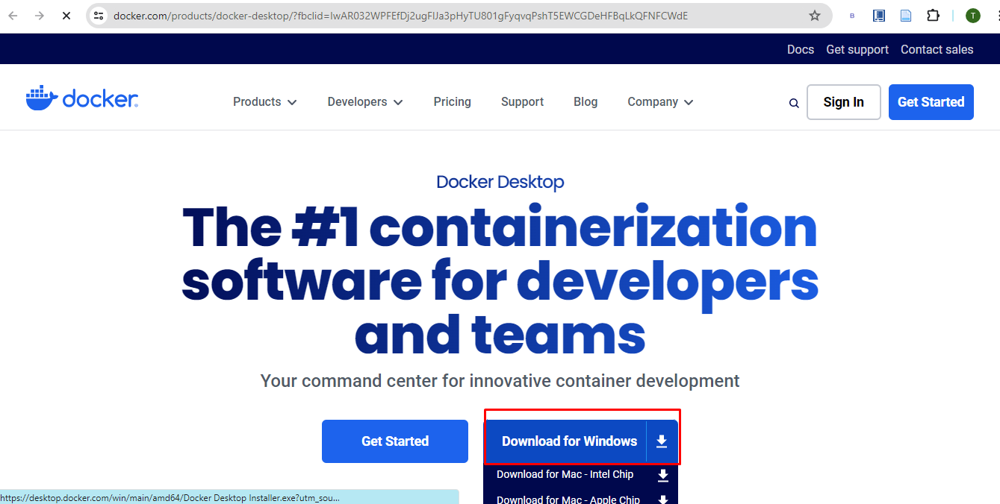 docker.com/products/docker-desktop/?fbclid=IwAR032WPFEfDj2ugFIJa3pHyTU801gFyqvqPshT5EWCGDeHFBqLkQFNFCWdE
B
T
Docs Get support Contact sales
docker
Products Developers Pricing Support Blog Company Sign In Get Started
Docker Desktop
The #1 containerization
software for developers
and teams
Your command center for innovative container development
Get Started Download for Windows
Download for Mac - Intel Chip
Download for Mac - Apple Chip
https://desktop.docker.com/win/main/amd64/Docker Desktop Installer.exe?utm_sou...